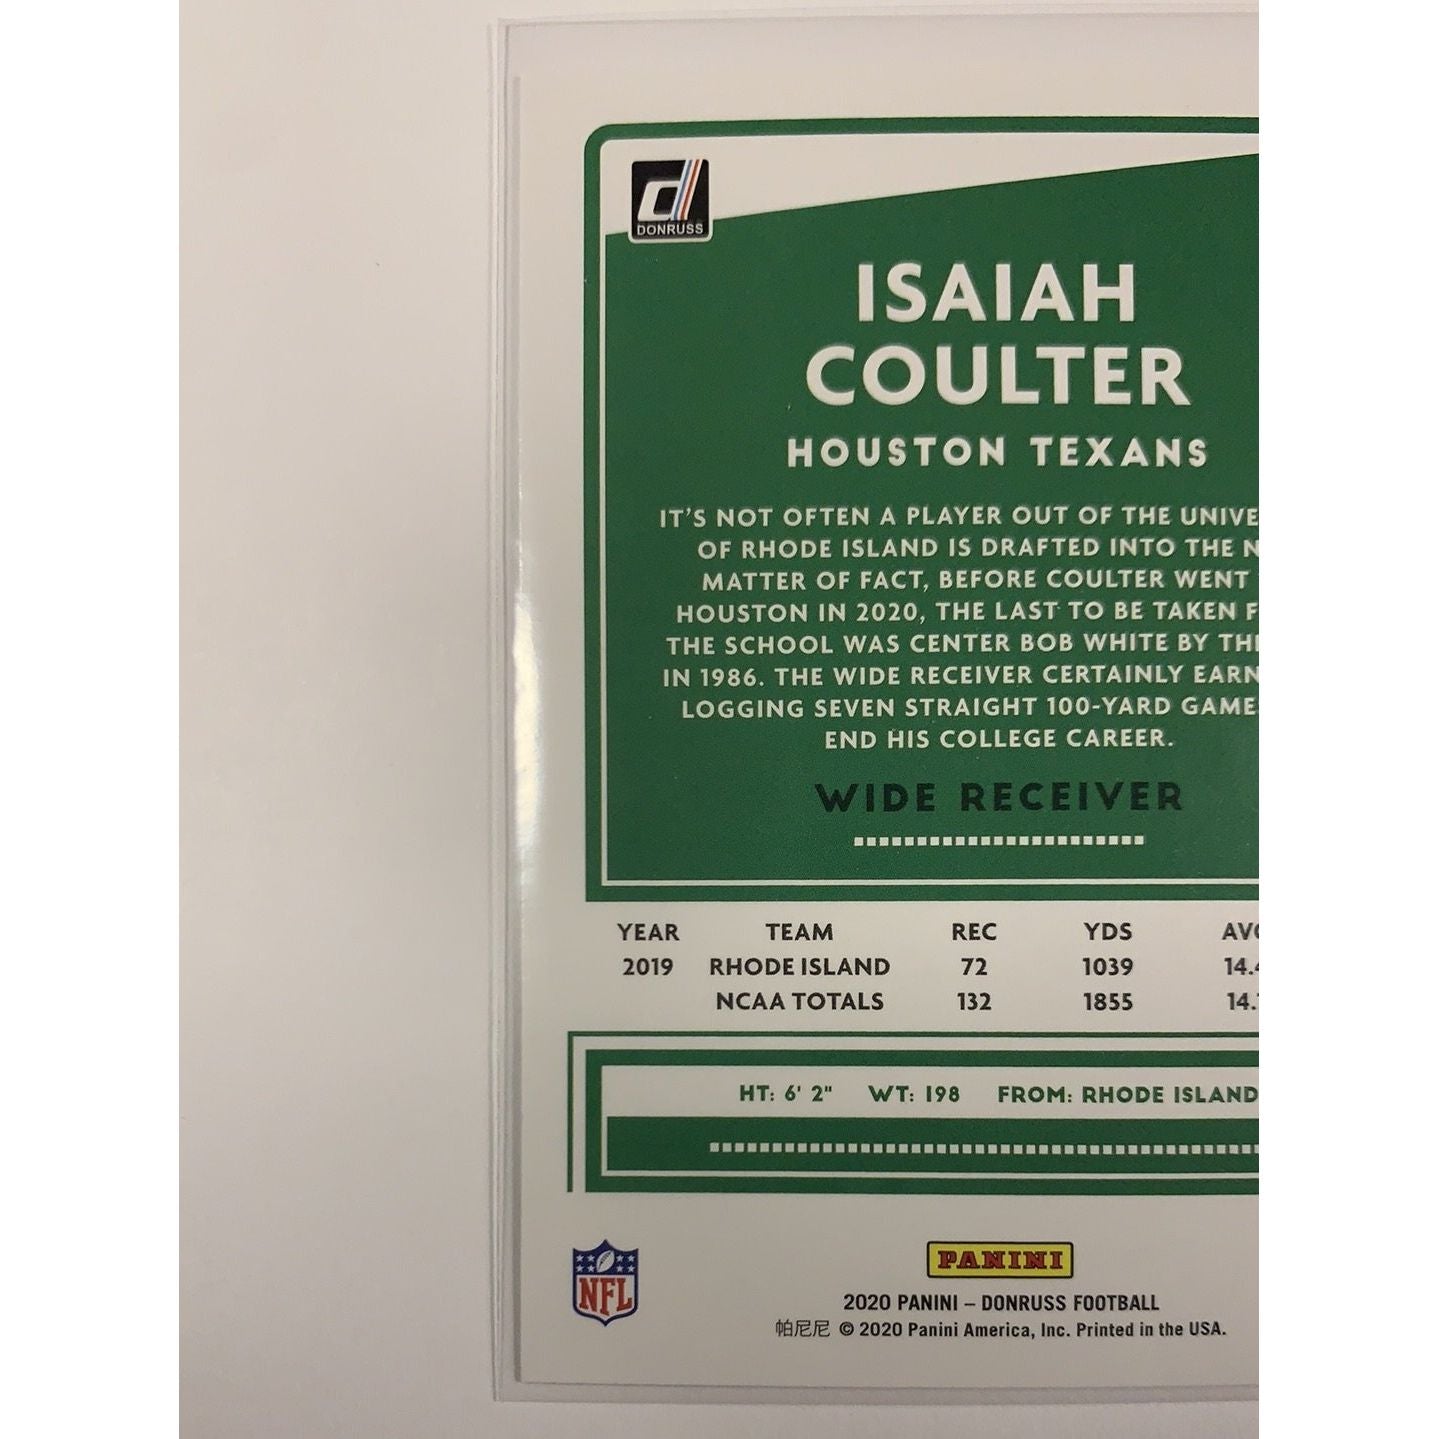 DONRUSS
ISAIAH
COULTER
HOUSTON TEXANS
IT'S NOT OFTEN A PLAYER OUT OF THE UNIVE
OF RHODE ISLAND IS DRAFTED INTO THE N
MATTER OF FACT, BEFORE COULTER WENT
HOUSTON IN 2020, THE LAST TO BE TAKEN F
THE SCHOOL WAS CENTER BOB WHITE BY THE
IN 1986. THE WIDE RECEIVER CERTAINLY EARN
LOGGING SEVEN STRAIGHT 100-YARD GAME
END HIS COLLEGE CAREER.
WIDE RECEIVER
YEAR TEAM REC YDS AVG
2019 RHODE ISLAND 72 1039 14.4
NCAA TOTALS 132 1855 14.
HT: 6' 2" WT: 198 FROM: RHODE ISLAND
NFL
PANINI
2020 PANINI – DONRUSS FOOTBALL
帕尼尼 © 2020 Panini America, Inc. Printed in the USA.